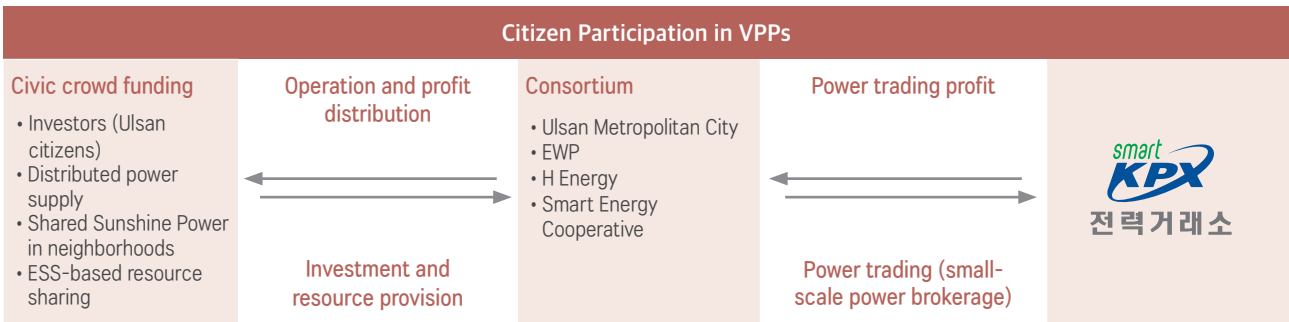 Citizen Participation in VPPs
Civic crowd funding
• Investors (Ulsan
citizens)
• Distributed power
supply
• Shared Sunshine Power
in neighborhoods
• ESS-based resource
sharing
Operation and profit
distribution
Investment and
resource provision
Consortium
• Ulsan Metropolitan City
• EWP
• H Energy
• Smart Energy
Cooperative
Power trading profit
Power trading (small-
scale power brokerage)
smart
KPX
전력거래소